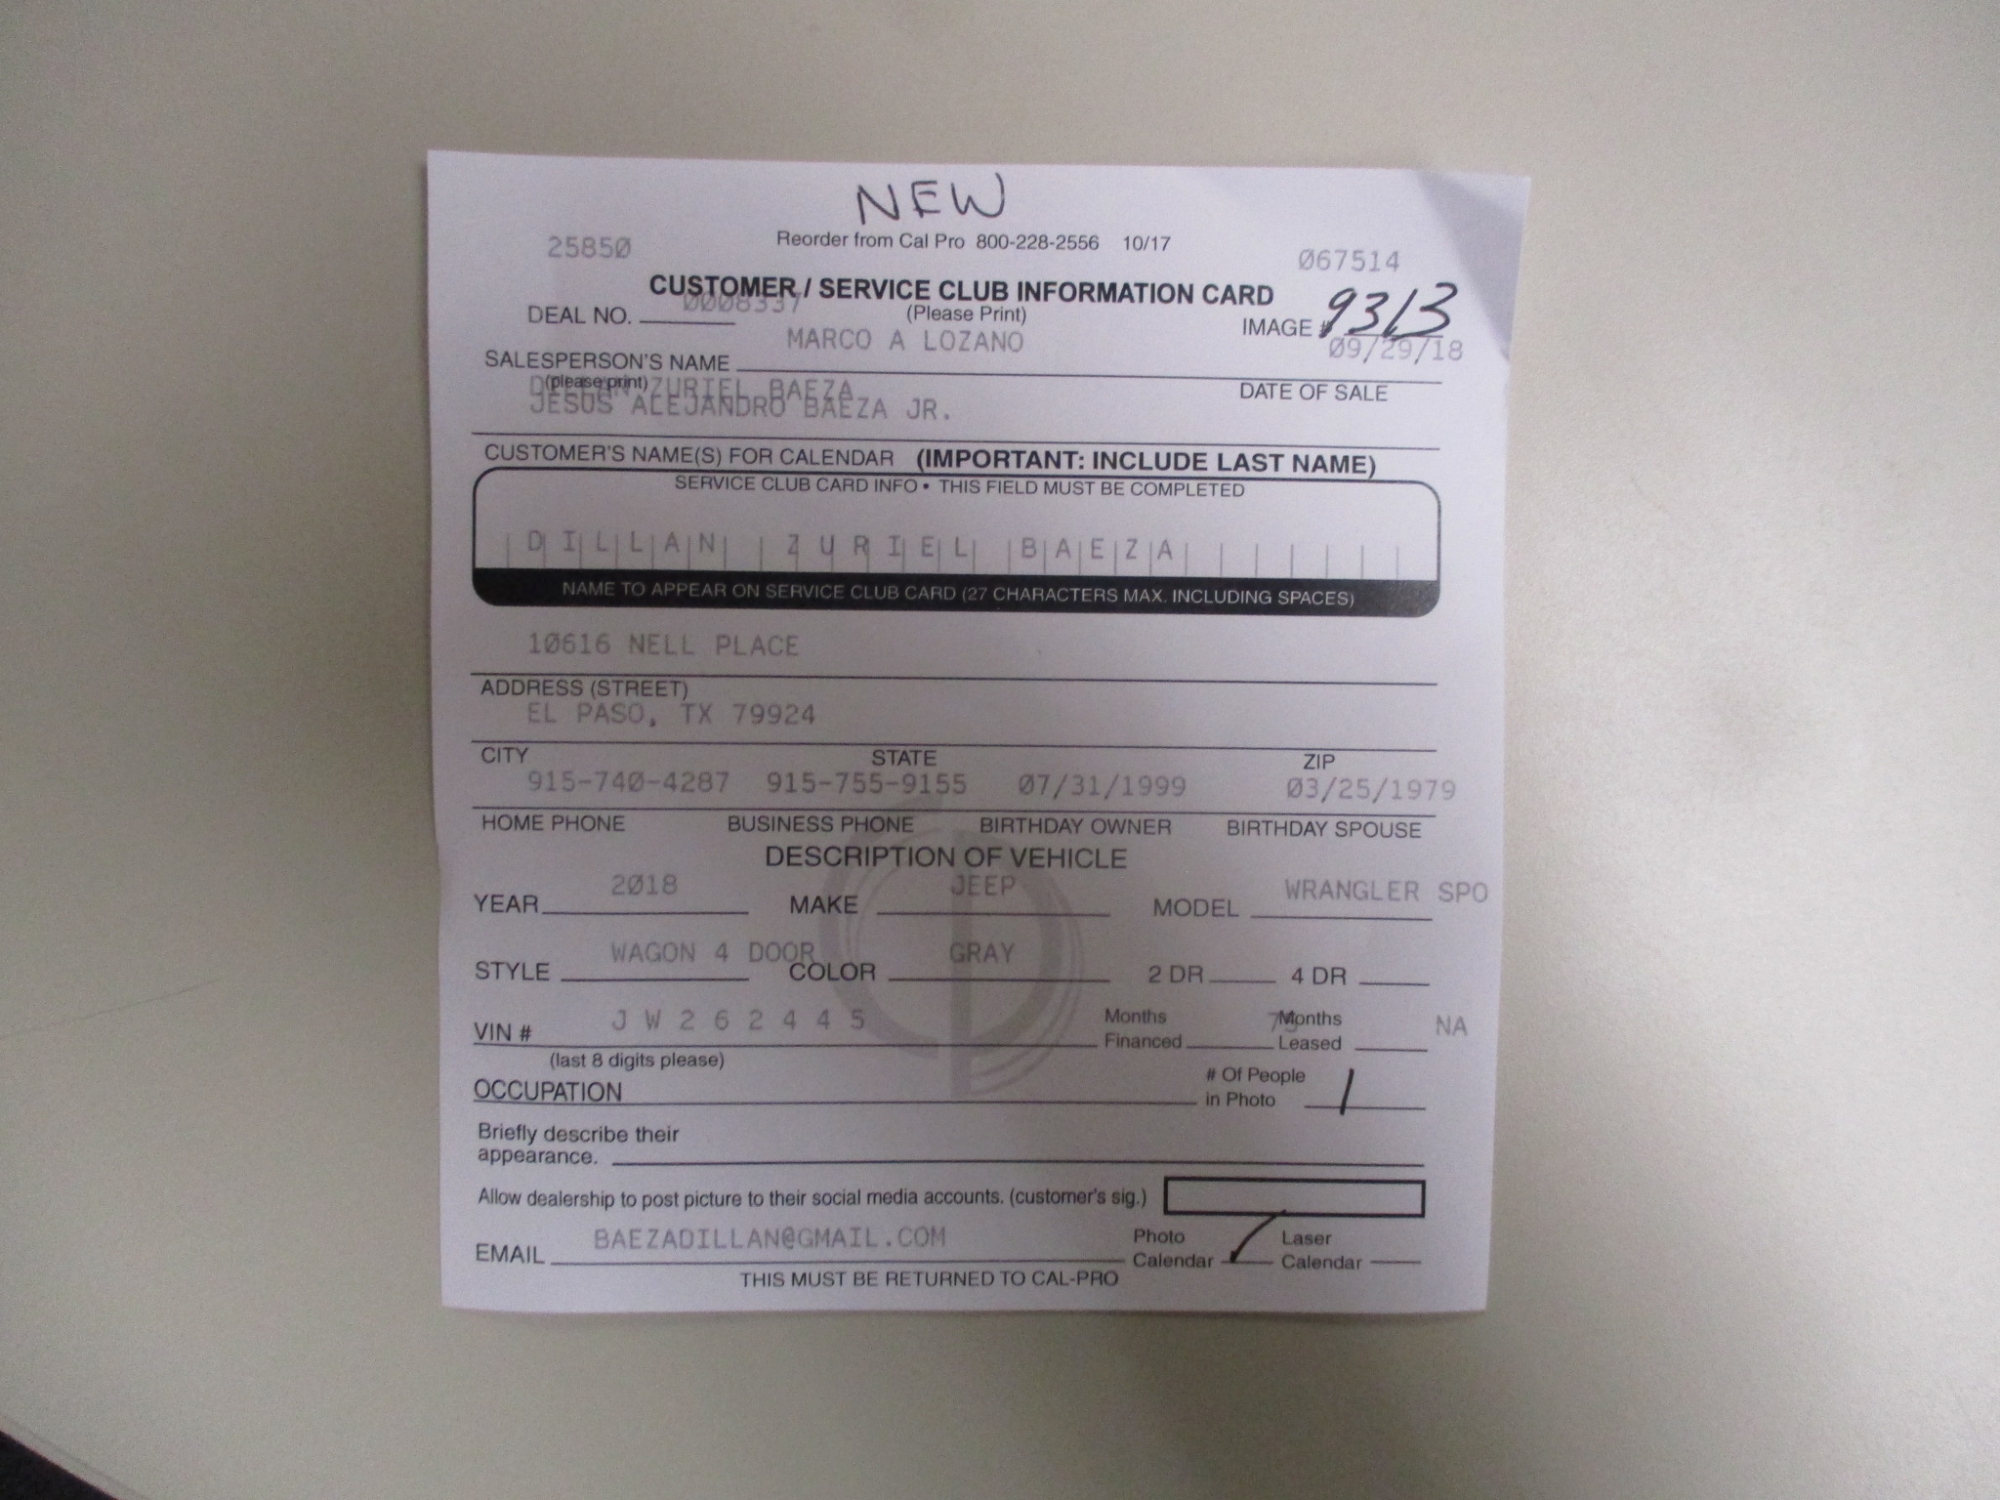 NEW
25850 Reorder from Cal Pro 800-228-2556 10/17 067514
CUSTOMER / SERVICE CLUB INFORMATION CARD
DEAL NO. 0008337 (Please Print) IMAGE # 9313
MARCO A LOZANO 09/29/18
SALESPERSON'S NAME
(please print) DATE OF SALE
DILLAN ZURIEL BAEZA
JESUS ALEJANDRO BAEZA JR.
CUSTOMER'S NAME(S) FOR CALENDAR (IMPORTANT: INCLUDE LAST NAME)
SERVICE CLUB CARD INFO • THIS FIELD MUST BE COMPLETED
DILLAN ZURIEL BAEZA
NAME TO APPEAR ON SERVICE CLUB CARD (27 CHARACTERS MAX. INCLUDING SPACES)
10616 NELL PLACE
ADDRESS (STREET)
EL PASO, TX 79924
CITY STATE ZIP
915-740-4287 915-755-9155 07/31/1999 03/25/1979
HOME PHONE BUSINESS PHONE BIRTHDAY OWNER BIRTHDAY SPOUSE
DESCRIPTION OF VEHICLE
YEAR 2018 MAKE JEEP MODEL WRANGLER SPO
STYLE WAGON 4 DOOR COLOR GRAY 2 DR 4 DR
VIN # J W 2 6 2 4 4 5 Months Financed Months Leased NA
(last 8 digits please)
OCCUPATION # Of People in Photo 1
Briefly describe their
appearance.
Allow dealership to post picture to their social media accounts. (customer's sig.)
EMAIL BAEZADILLAN@GMAIL.COM Photo Calendar ✓ Laser Calendar
THIS MUST BE RETURNED TO CAL-PRO